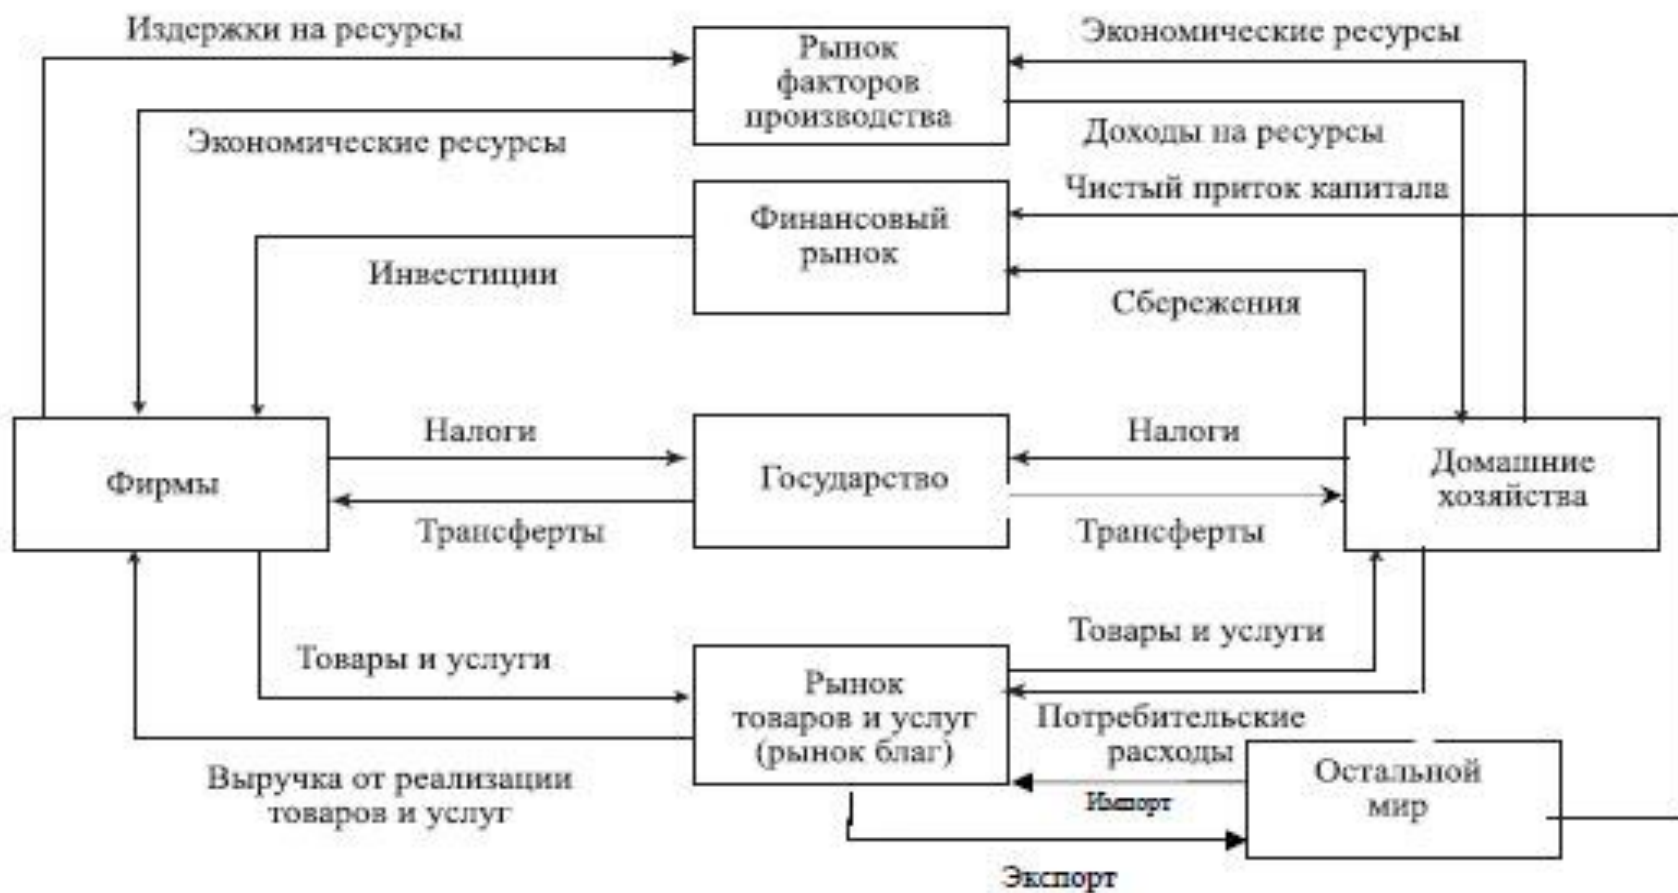 Издержки на ресурсы
Рынок
факторов
производства
Экономические ресурсы
Экономические ресурсы
Доходы на ресурсы
Чистый приток капитала
Финансовый
рынок
Инвестиции
Сбережения
Фирмы
Налоги
Государство
Налоги
Домашние
хозяйства
Трансферты
Трансферты
Товары и услуги
Товары и услуги
Рынок
товаров и услуг
(рынок благ)
Потребительские
расходы
Выручка от реализации
товаров и услуг
Импорт
Остальной
мир
Экспорт